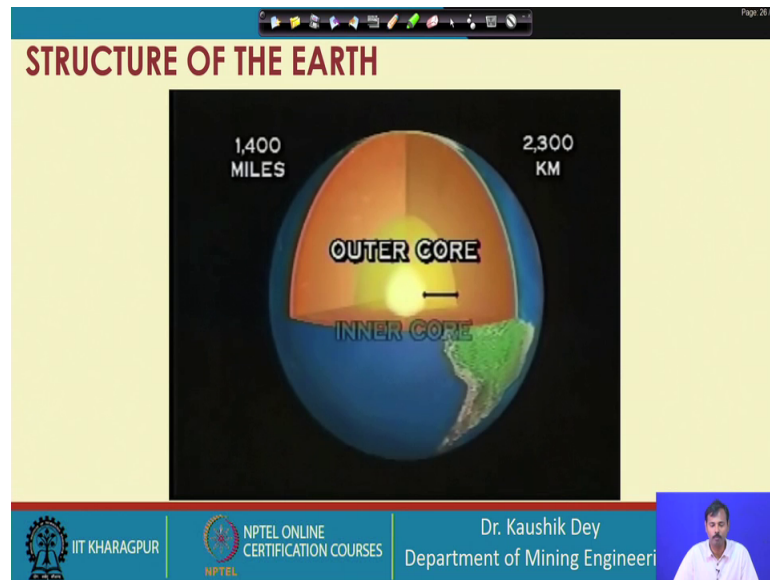 Page: 26 /
STRUCTURE OF THE EARTH
1,400
MILES
2,300
KM
OUTER CORE
INNER CORE
IIT KHARAGPUR
NPTEL
NPTEL ONLINE
CERTIFICATION COURSES
Dr. Kaushik Dey
Department of Mining Engineeri